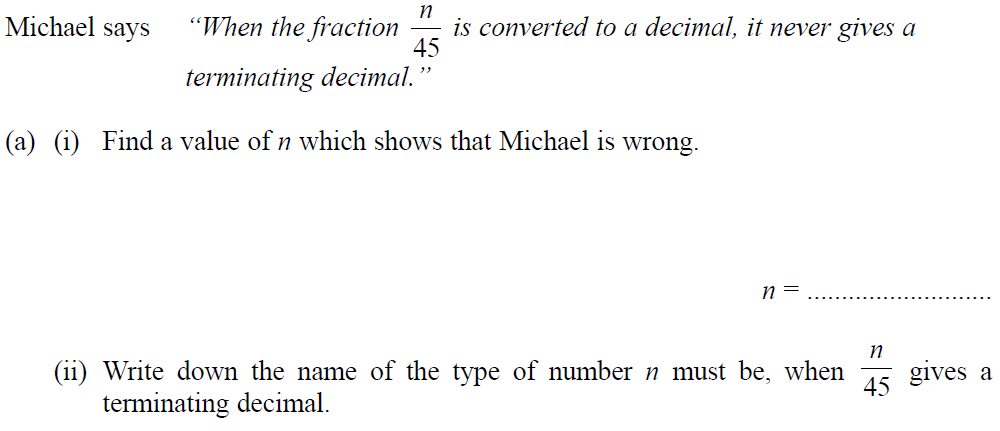 Michael says “When the fraction n/45 is converted to a decimal, it never gives a
terminating decimal.”
(a) (i) Find a value of n which shows that Michael is wrong.
n = ............................
(ii) Write down the name of the type of number n must be, when n/45 gives a
terminating decimal.